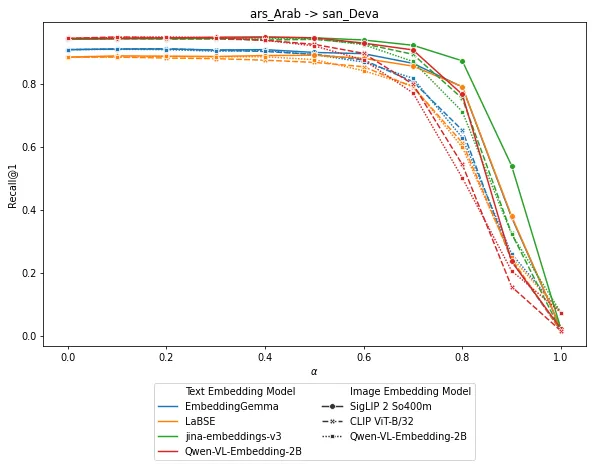 ars_Arab -> san_Deva
Recall@1
0.8
0.6
0.4
0.2
0.0
0.0 0.2 0.4 0.6 0.8 1.0
α
Text Embedding Model Image Embedding Model
EmbeddingGemma SigLIP 2 So400m
LaBSE CLIP ViT-B/32
jina-embeddings-v3 Qwen-VL-Embedding-2B
Qwen-VL-Embedding-2B